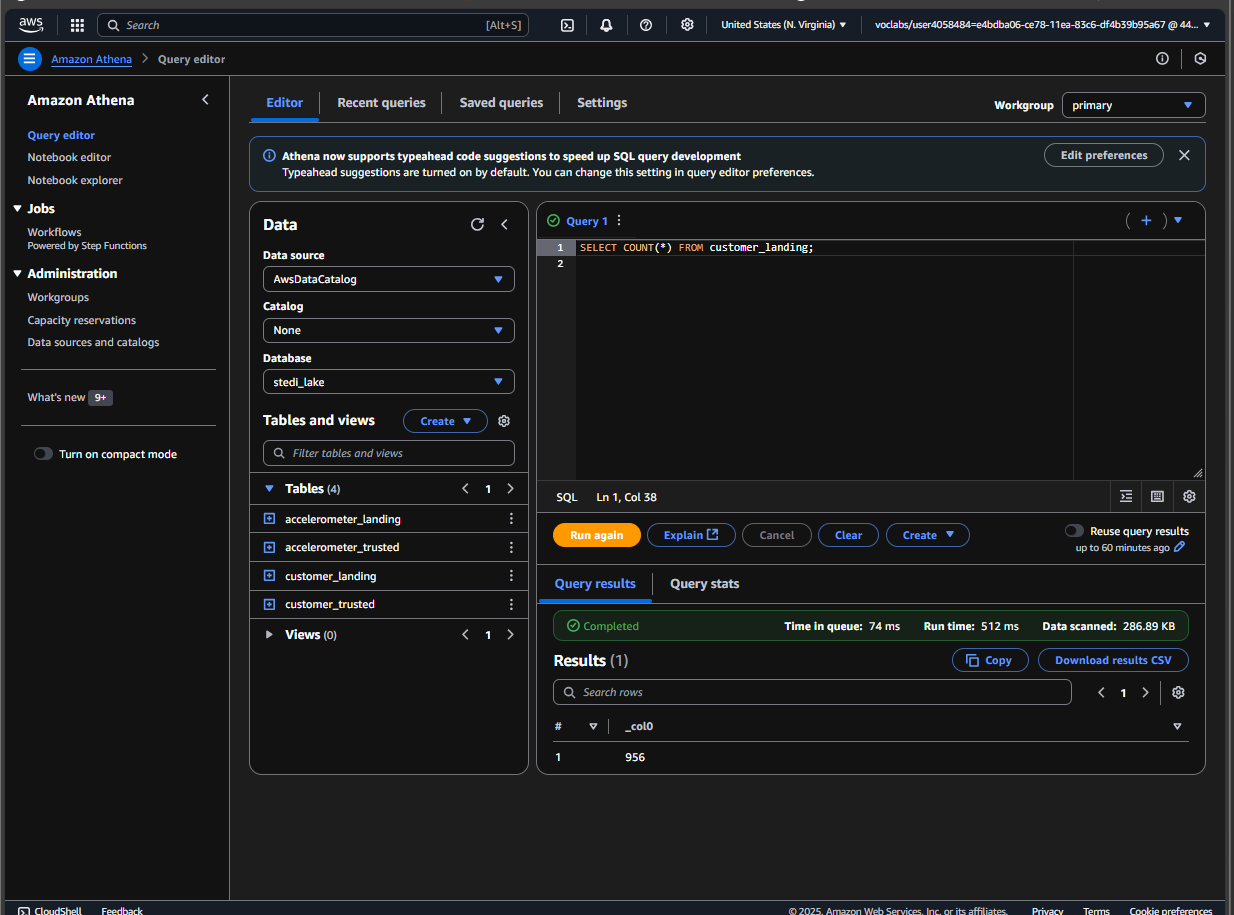 aws
Search [Alt+S]
United States (N. Virginia)
voclabs/user4058484=e4bdba06-ce78-11ea-83c6-df4b39b95a67 @ 44...
Amazon Athena > Query editor
Amazon Athena
Query editor
Notebook editor
Notebook explorer
Jobs
Workflows
Powered by Step Functions
Administration
Workgroups
Capacity reservations
Data sources and catalogs
What's new 9+
Turn on compact mode
Editor Recent queries Saved queries Settings
Workgroup primary
Athena now supports typeahead code suggestions to speed up SQL query development
Typeahead suggestions are turned on by default. You can change this setting in query editor preferences.
Edit preferences
Data
Data source
AwsDataCatalog
Catalog
None
Database
stedi_lake
Tables and views Create
Filter tables and views
Tables (4) 1
accelerometer_landing
accelerometer_trusted
customer_landing
customer_trusted
Views (0) 1
Query 1
1 SELECT COUNT(*) FROM customer_landing;
2
SQL Ln 1, Col 38
Run again Explain Cancel Clear Create
Reuse query results
up to 60 minutes ago
Query results Query stats
Completed Time in queue: 74 ms Run time: 512 ms Data scanned: 286.89 KB
Results (1) Copy Download results CSV
Search rows 1
# _col0
1 956
CloudShell Feedback © 2025, Amazon Web Services, Inc. or its affiliates. Privacy Terms Cookie preferences